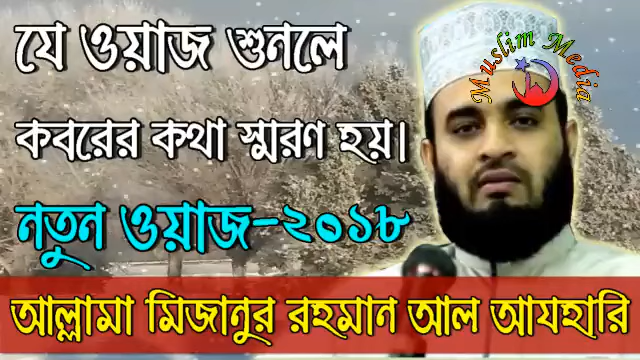 যে ওয়াজ শুনলে
কবরের কথা স্মরণ হয়।
নতুন ওয়াজ-২০১৮
আল্লামা মিজানুর রহমান আল আযহারি
Muslim Media